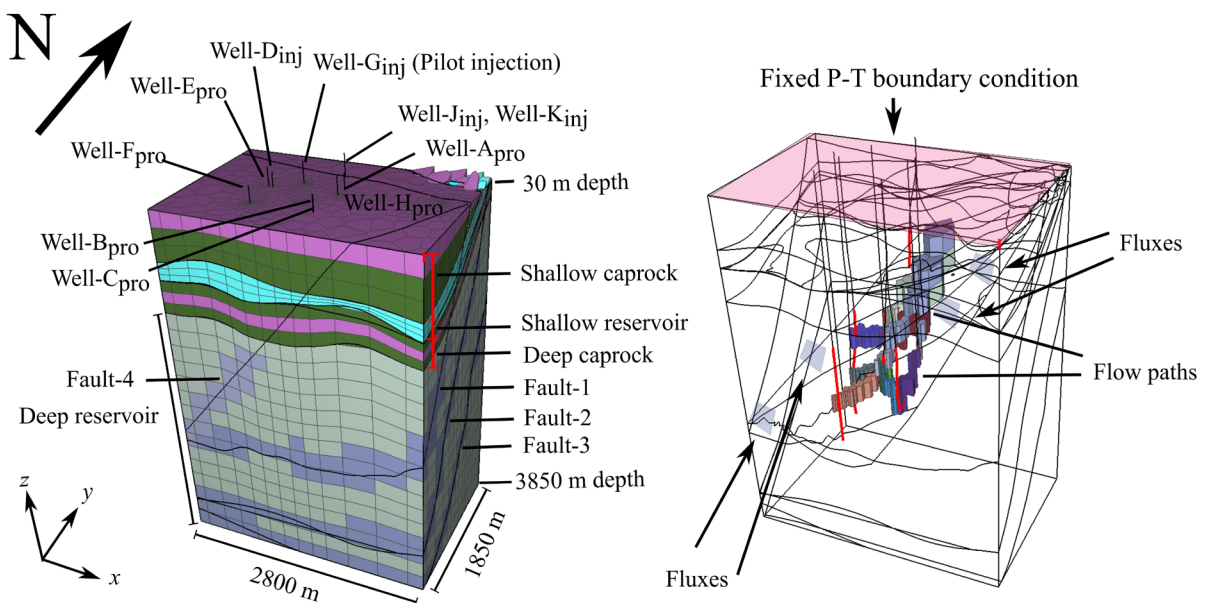 N
Well-Dinj
Well-Ginj (Pilot injection)
Well-Epro
Well-Jinj, Well-Kinj
Well-Fpro
Well-Apro
30 m depth
Well-Hpro
Well-Bpro
Well-Cpro
Shallow caprock
Shallow reservoir
Deep caprock
Fault-4
Fault-1
Deep reservoir
Fault-2
Fault-3
3850 m depth
z
y
x
2800 m
1850 m
Fixed P-T boundary condition
Fluxes
Flow paths
Fluxes